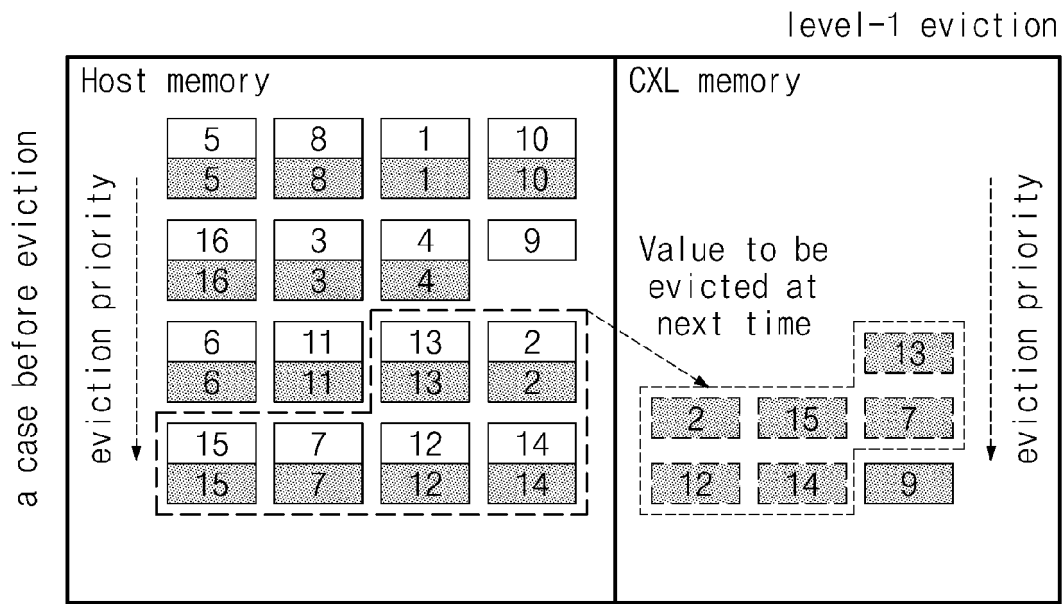 level-1 eviction
Host memory
CXL memory
a case before eviction
eviction priority
5 8 1 10
5 8 1 10
16 3 4 9
16 3 4
6 11 13 2
6 11 13 2
15 7 12 14
15 7 12 14
Value to be
evicted at
next time
13
2 15 7
12 14 9
eviction priority